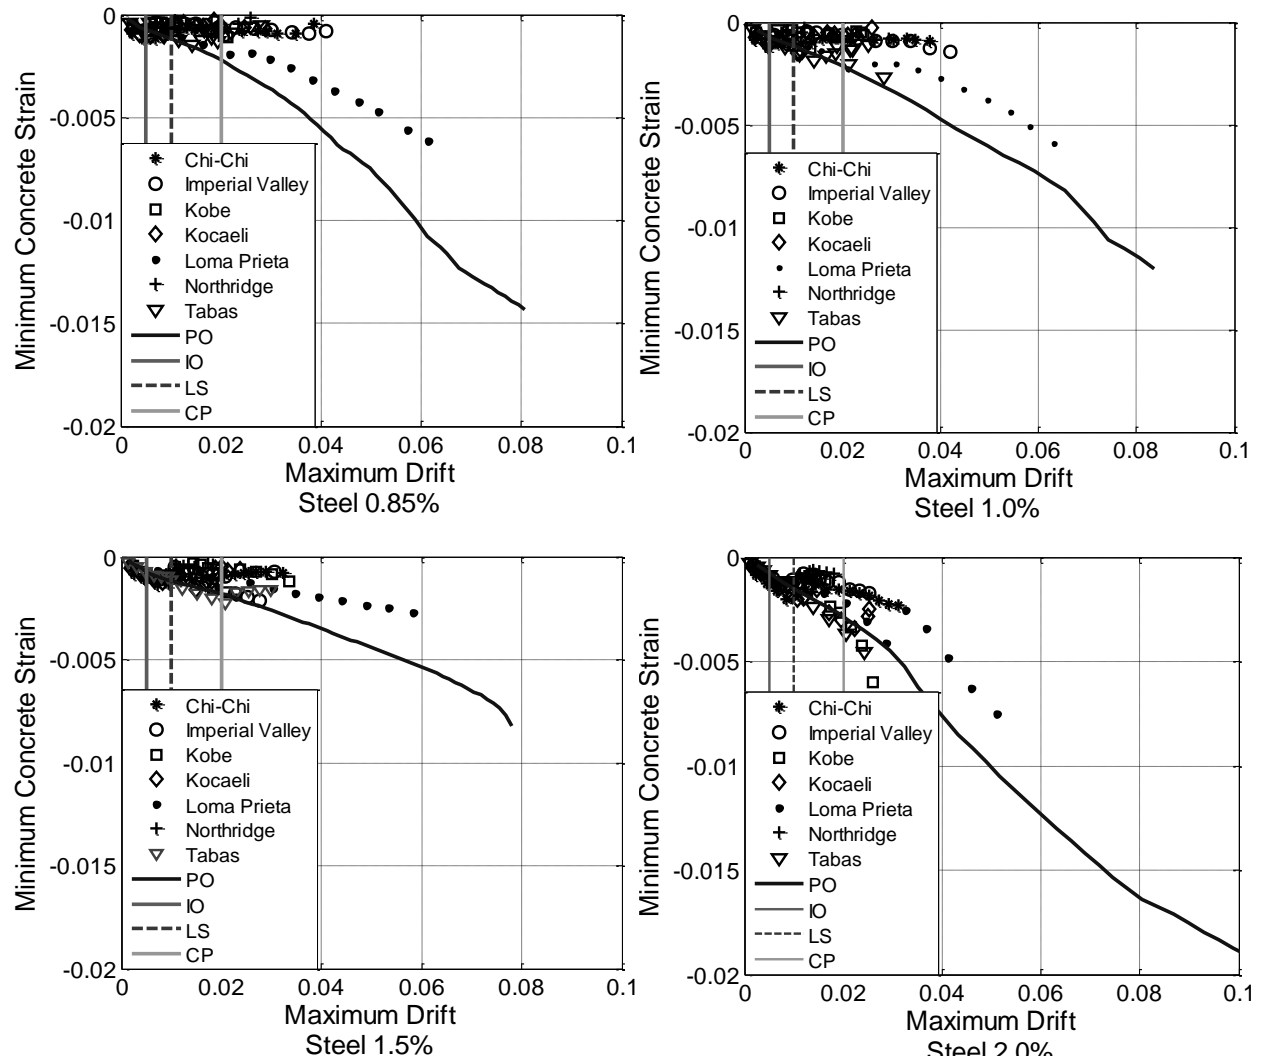 Minimum Concrete Strain
0
-0.005
-0.01
-0.015
-0.02
Chi-Chi
Imperial Valley
Kobe
Kocaeli
Loma Prieta
Northridge
Tabas
PO
IO
LS
CP
0 0.02 0.04 0.06 0.08 0.1
Maximum Drift
Steel 0.85%
Minimum Concrete Strain
0
-0.005
-0.01
-0.015
-0.02
Chi-Chi
Imperial Valley
Kobe
Kocaeli
Loma Prieta
Northridge
Tabas
PO
IO
LS
CP
0 0.02 0.04 0.06 0.08 0.1
Maximum Drift
Steel 1.0%
Minimum Concrete Strain
0
-0.005
-0.01
-0.015
-0.02
Chi-Chi
Imperial Valley
Kobe
Kocaeli
Loma Prieta
Northridge
Tabas
PO
IO
LS
CP
0 0.02 0.04 0.06 0.08 0.1
Maximum Drift
Steel 1.5%
Minimum Concrete Strain
0
-0.005
-0.01
-0.015
-0.02
Chi-Chi
Imperial Valley
Kobe
Kocaeli
Loma Prieta
Northridge
Tabas
PO
IO
LS
CP
0 0.02 0.04 0.06 0.08 0.1
Maximum Drift
Steel 2.0%